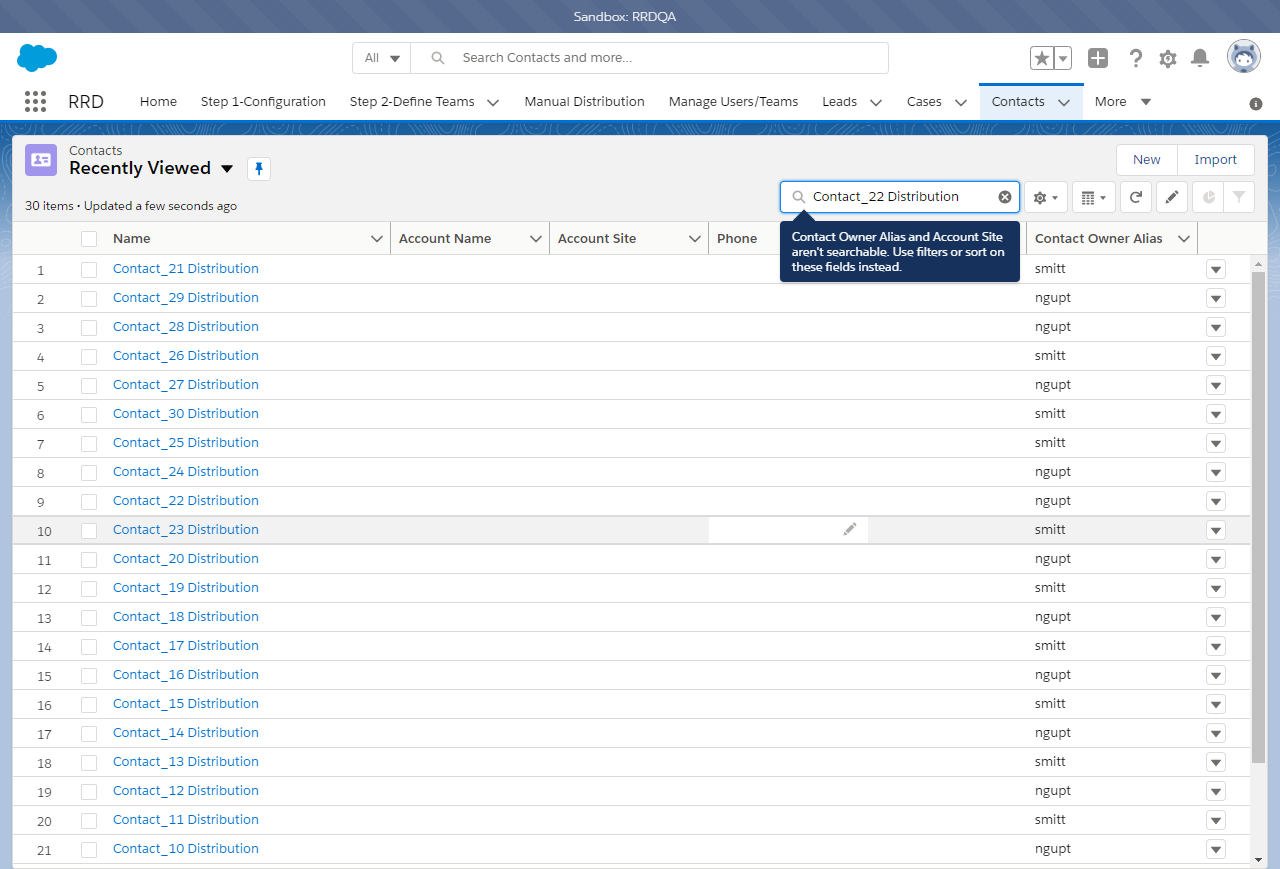 Sandbox: RRDQA
All
Search Contacts and more...
RRD
Home
Step 1-Configuration
Step 2-Define Teams
Manual Distribution
Manage Users/Teams
Leads
Cases
Contacts
More
Contacts
Recently Viewed
New
Import
30 items • Updated a few seconds ago
Contact_22 Distribution
Contact Owner Alias and Account Site
aren't searchable. Use filters or sort on
these fields instead.
Name Account Name Account Site Phone Contact Owner Alias
1 Contact_21 Distribution smitt
2 Contact_29 Distribution ngupt
3 Contact_28 Distribution ngupt
4 Contact_26 Distribution smitt
5 Contact_27 Distribution ngupt
6 Contact_30 Distribution smitt
7 Contact_25 Distribution smitt
8 Contact_24 Distribution ngupt
9 Contact_22 Distribution ngupt
10 Contact_23 Distribution smitt
11 Contact_20 Distribution ngupt
12 Contact_19 Distribution smitt
13 Contact_18 Distribution ngupt
14 Contact_17 Distribution smitt
15 Contact_16 Distribution ngupt
16 Contact_15 Distribution smitt
17 Contact_14 Distribution ngupt
18 Contact_13 Distribution smitt
19 Contact_12 Distribution ngupt
20 Contact_11 Distribution smitt
21 Contact_10 Distribution ngupt